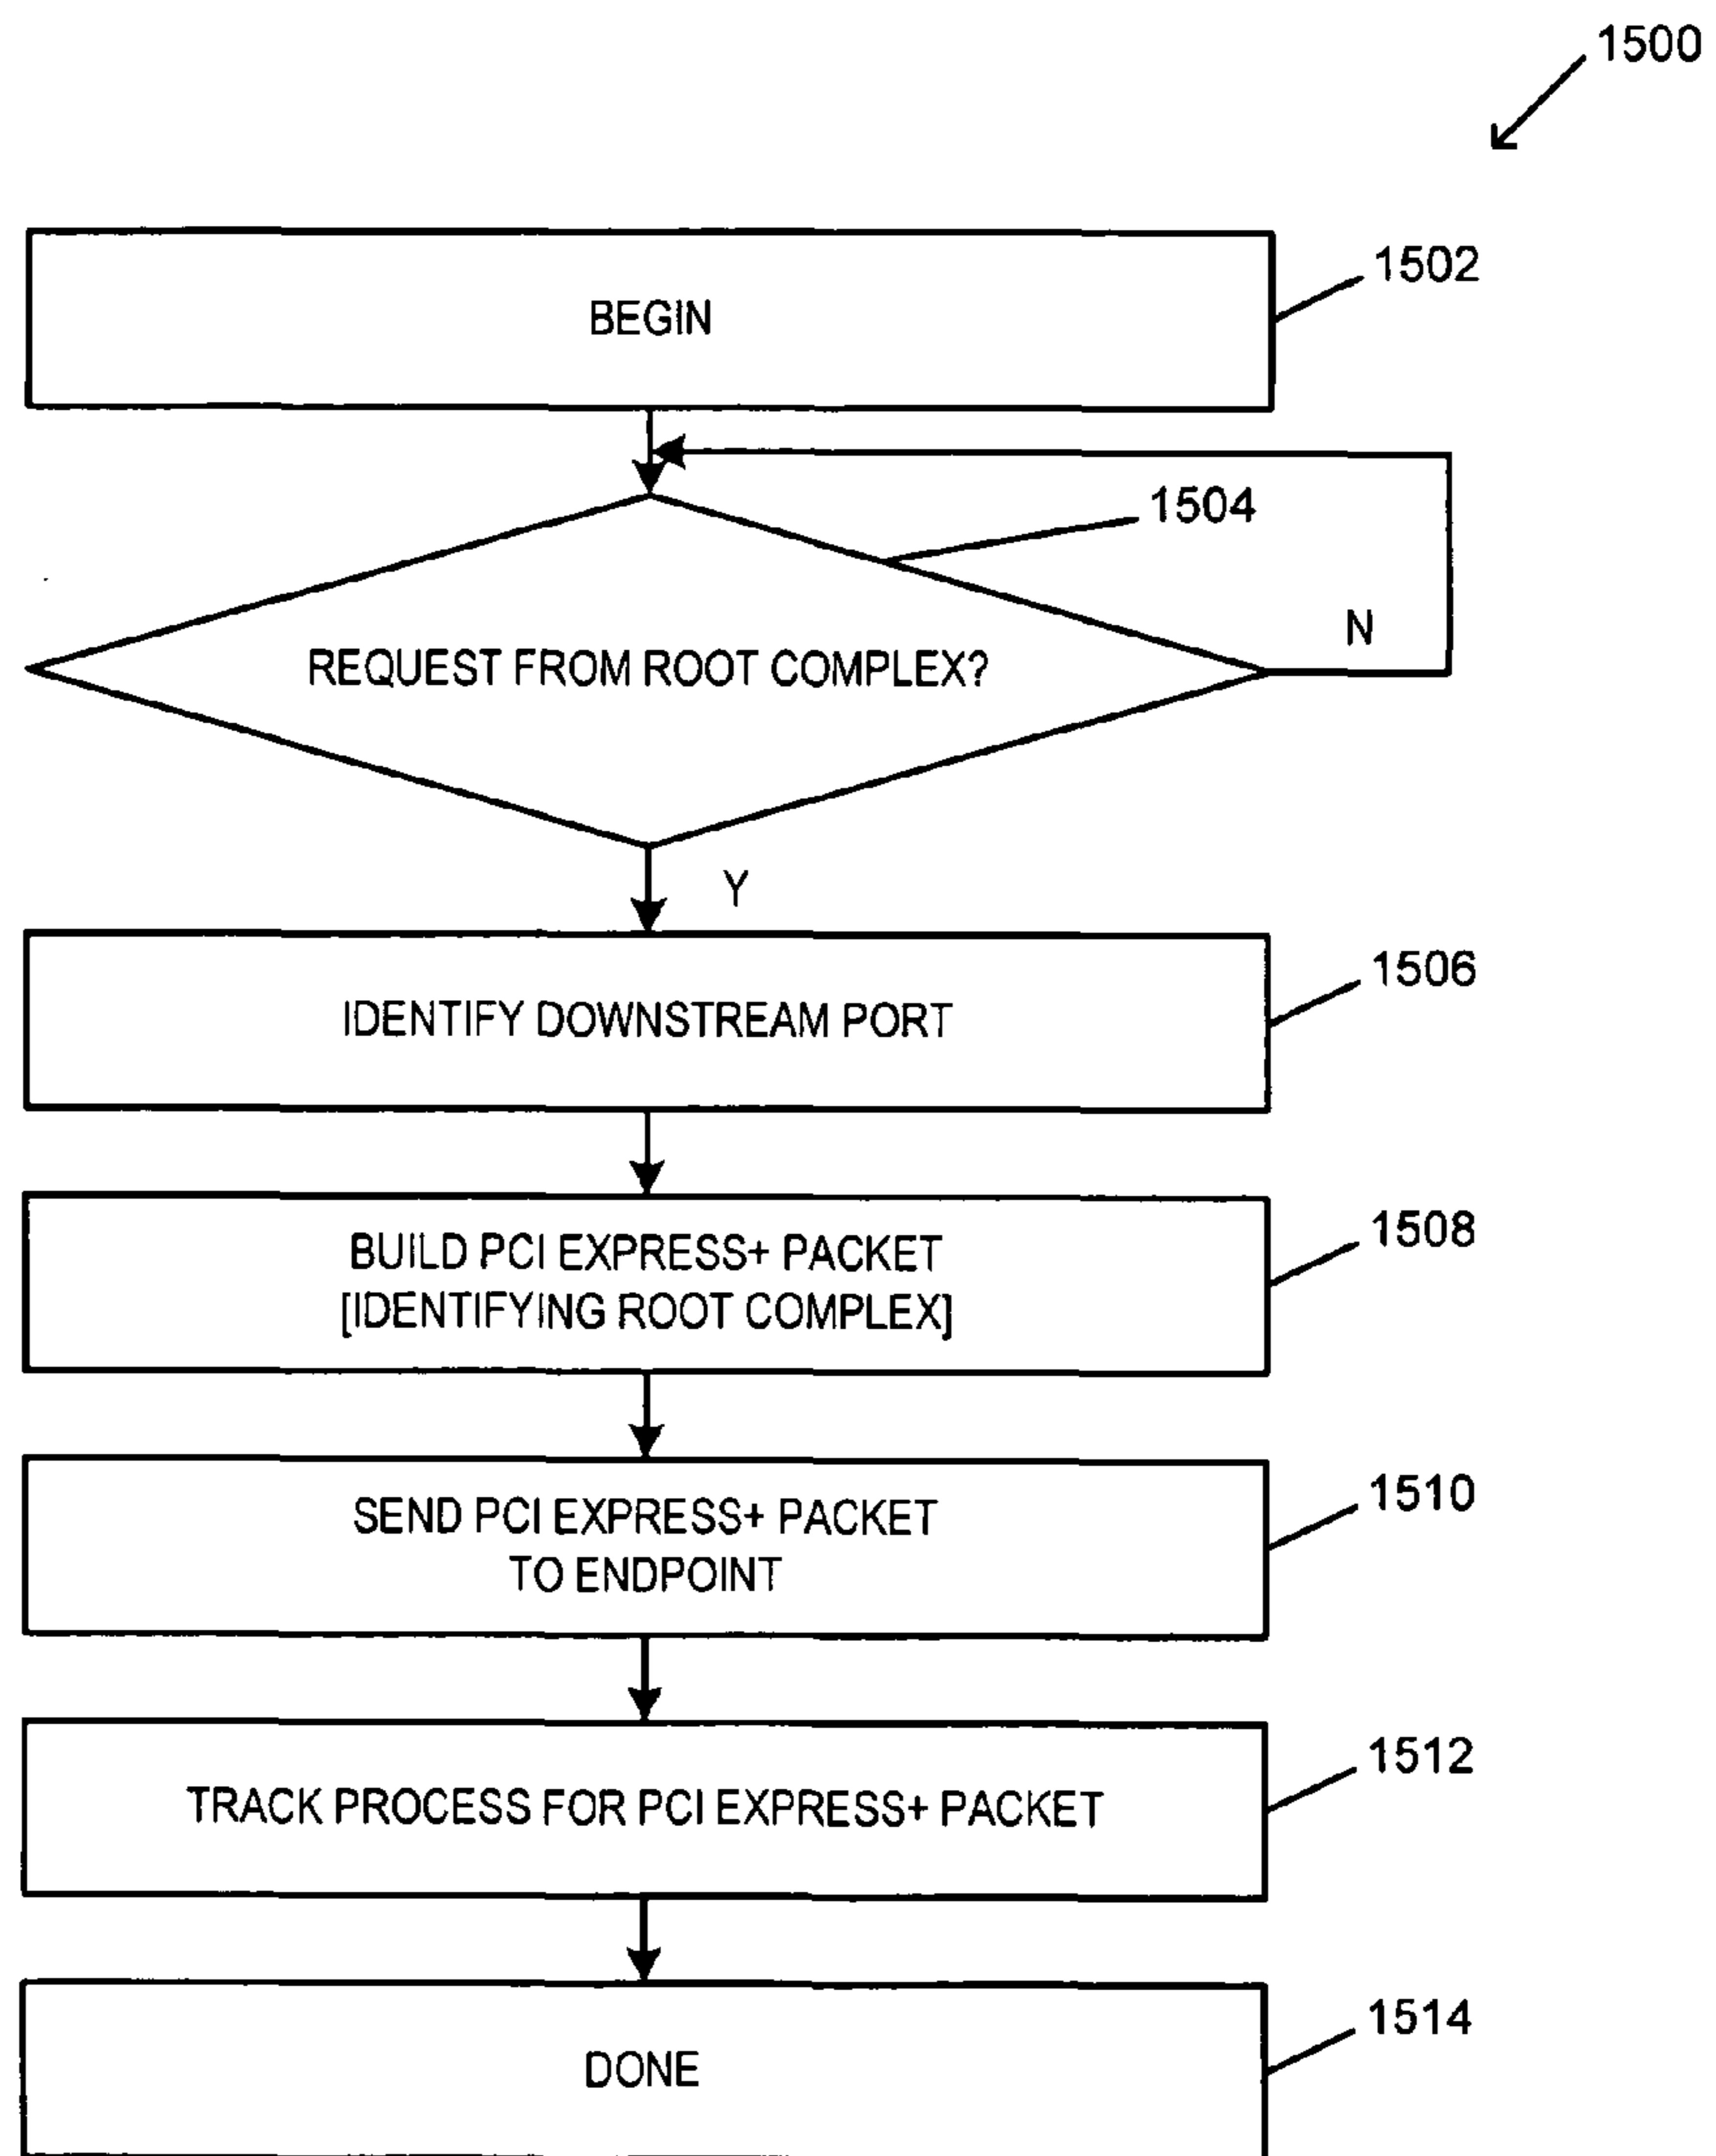 1500
BEGIN
1502
1504
REQUEST FROM ROOT COMPLEX?
N
Y
IDENTIFY DOWNSTREAM PORT
1506
BUILD PCI EXPRESS+ PACKET
[IDENTIFYING ROOT COMPLEX]
1508
SEND PCI EXPRESS+ PACKET
TO ENDPOINT
1510
TRACK PROCESS FOR PCI EXPRESS+ PACKET
1512
DONE
1514